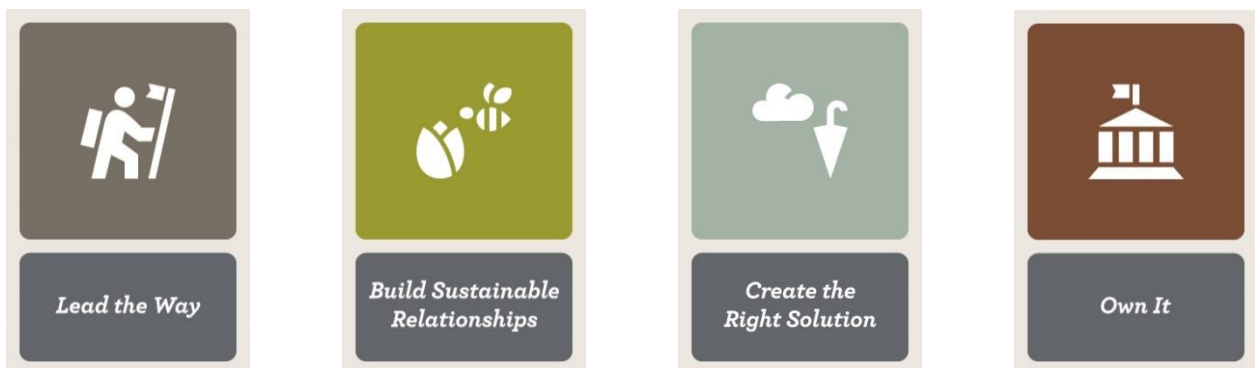 Lead the Way
Build Sustainable
Relationships
Create the
Right Solution
Own It